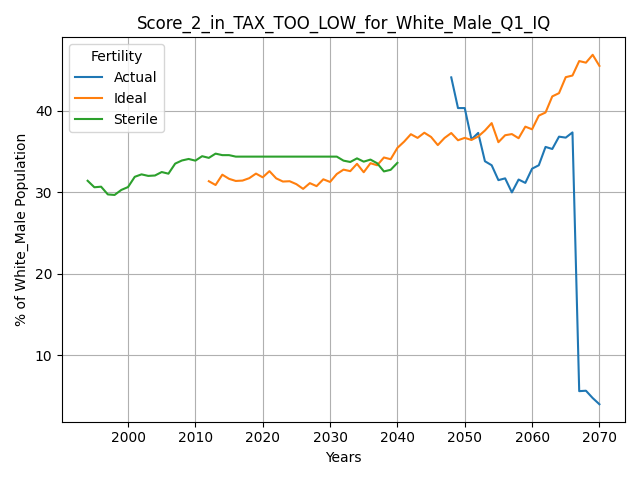 Score_2_in_TAX_TOO_LOW_for_White_Male_Q1_IQ
Fertility
Actual
Ideal
Sterile
% of White_Male Population
40
30
20
10
2000 2010 2020 2030 2040 2050 2060 2070
Years